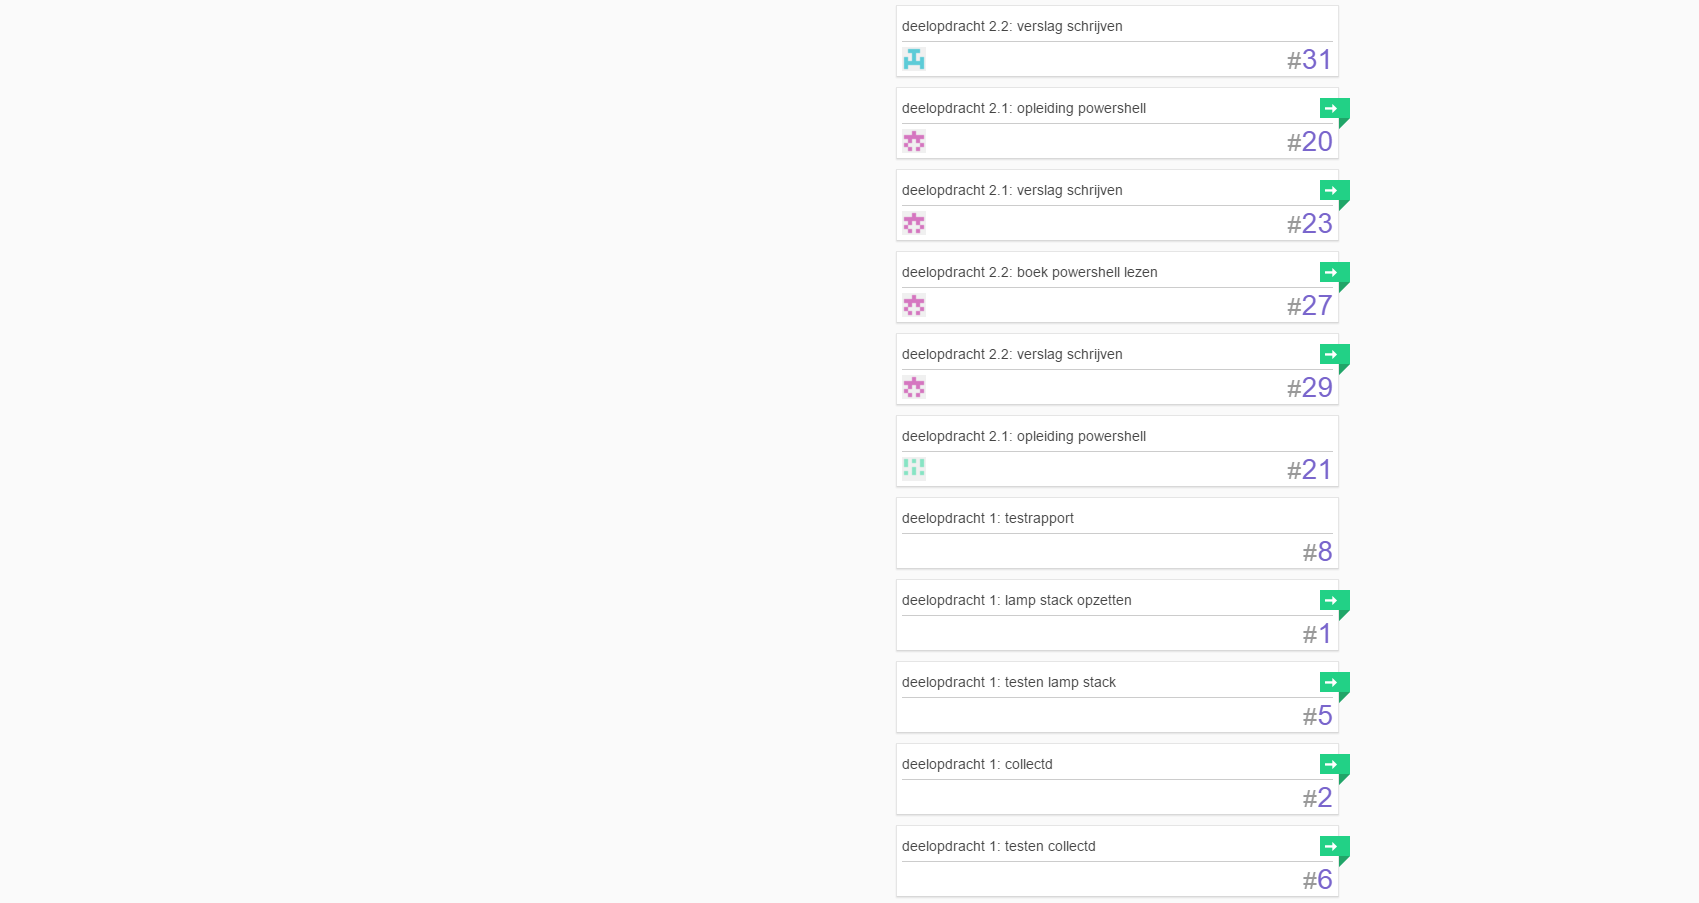 deelopdracht 2.2: verslag schrijven
#31
deelopdracht 2.1: opleiding powershell
#20
deelopdracht 2.1: verslag schrijven
#23
deelopdracht 2.2: boek powershell lezen
#27
deelopdracht 2.2: verslag schrijven
#29
deelopdracht 2.1: opleiding powershell
#21
deelopdracht 1: testrapport
#8
deelopdracht 1: lamp stack opzetten
#1
deelopdracht 1: testen lamp stack
#5
deelopdracht 1: collectd
#2
deelopdracht 1: testen collectd
#6